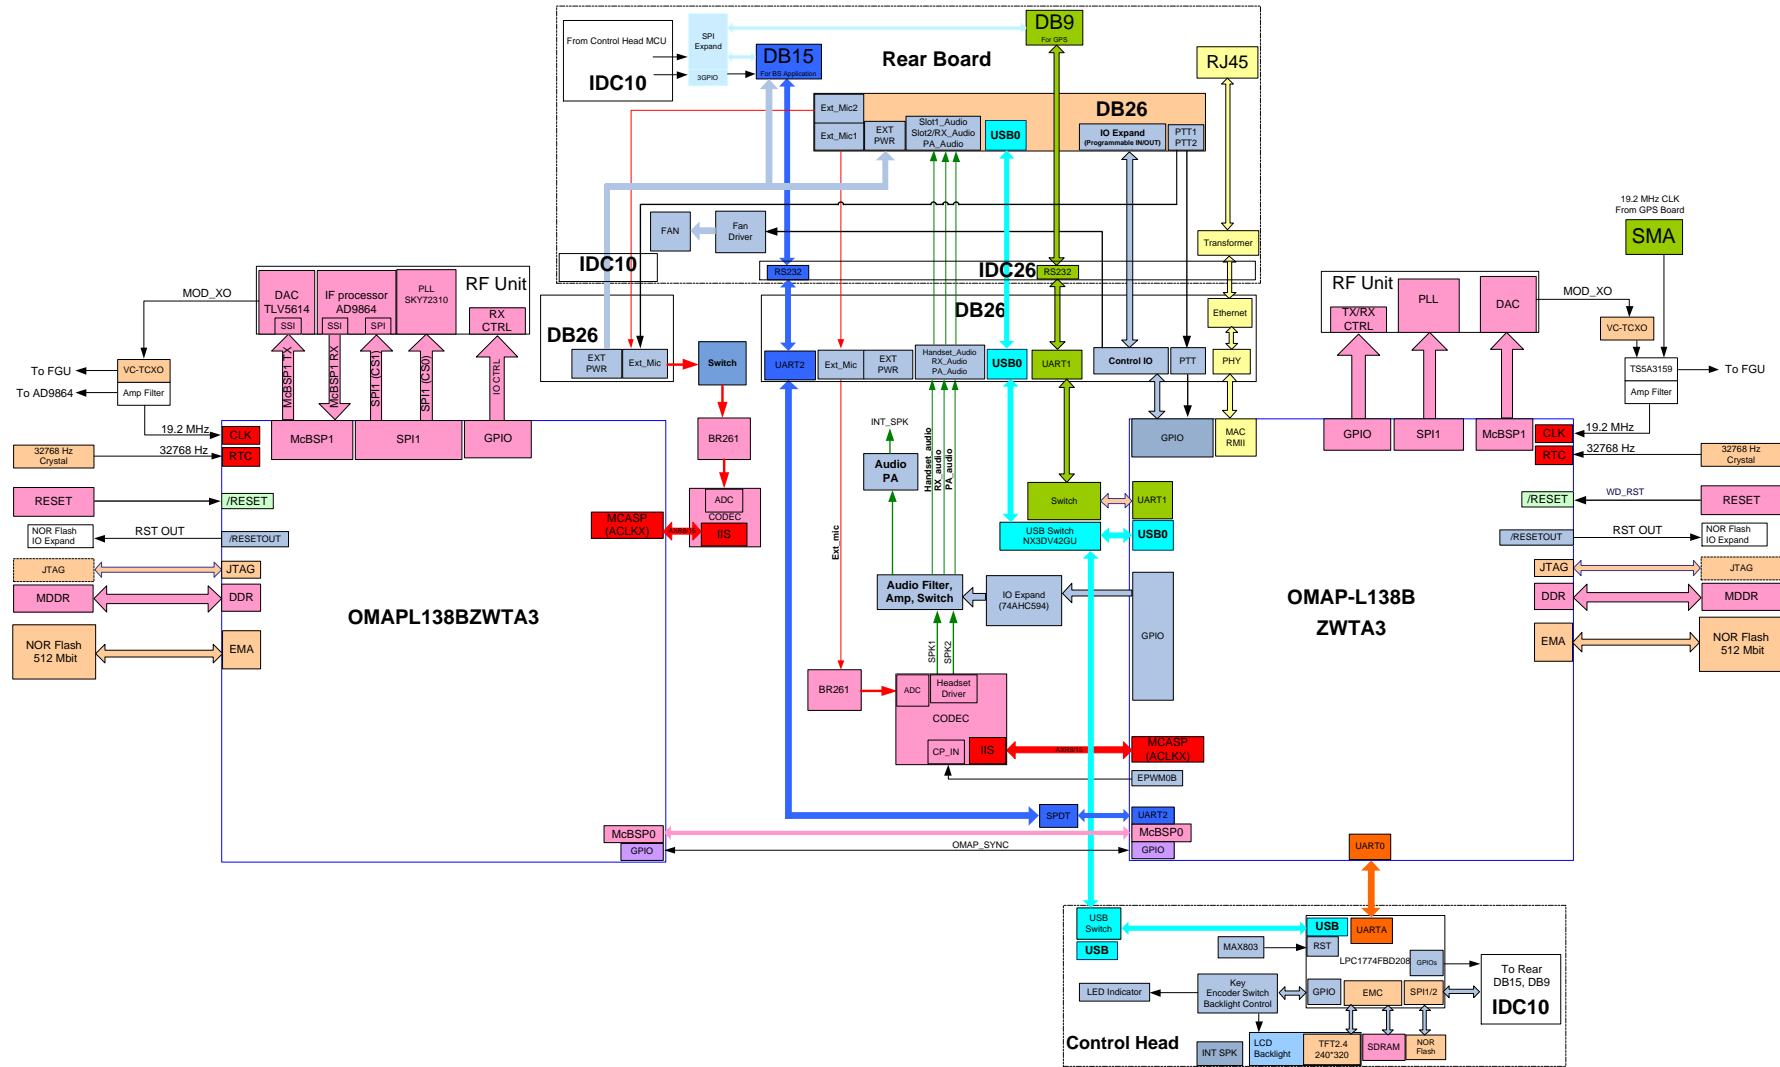 From Control Head MCU
IDC10
SPI
Expand
3GPIO
DB15
For BS Application
Rear Board
DB9
For GPS
RJ45
DB26
Ext_Mic2
Ext_Mic1
EXT
PWR
Slot1_Audio
Slot2/RX_Audio
PA_Audio
USB0
IO Expand
(Programmable IN/OUT)
PTT1
PTT2
FAN
Fan
Driver
Transformer
IDC10
RS232
IDC26
RS232
19.2 MHz CLK
From GPS Board
SMA
MOD_XO
DAC
TLV5614
SSI
IF processor
AD9864
SSI
SPI
PLL
SKY72310
RF Unit
RX
CTRL
DB26
EXT
PWR
Ext_Mic
Switch
DB26
Ethernet
UART2
Ext_Mic
EXT
PWR
Handset_Audio
RX_Audio
PA_Audio
USB0
UART1
Control IO
PTT
PHY
RF Unit
TX/RX
CTRL
PLL
DAC
MOD_XO
VC-TCXO
TS5A3159
Amp Filter
To FGU
To FGU
To AD9864
VC-TCXO
Amp Filter
McBSP1 TX
McBSP1 RX
SPI1 (CS1)
SPI1 (CS0)
IO CTRL
19.2 MHz
32768 Hz
32768 Hz
Crystal
CLK
RTC
McBSP1
SPI1
GPIO
RESET
/RESET
NOR Flash
IO Expand
RST OUT
/RESETOUT
JTAG
JTAG
MDDR
DDR
NOR Flash
512 Mbit
EMA
OMAPL138BZWTA3
MCASP
(ACLKX)
AXR8/15
BR261
ADC
CODEC
IIS
INT_SPK
Audio
PA
Handset_audio
RX_audio
PA_audio
Ext_mic
Audio Filter,
Amp, Switch
IO Expand
(74AHC594)
SPK1
SPK2
BR261
ADC
Headset
Driver
CODEC
CP_IN
IIS
AXR8/15
MCASP
(ACLKX)
EPWM0B
Switch
USB Switch
NX3DV42GU
GPIO
MAC
RMII
UART1
USB0
GPIO
SPDT
UART2
McBSP0
GPIO
McBSP0
GPIO
OMAP_SYNC
OMAP-L138B
ZWTA3
GPIO
SPI1
McBSP1
CLK
RTC
19.2 MHz
32768 Hz
32768 Hz
Crystal
/RESET
WD_RST
RESET
/RESETOUT
RST OUT
NOR Flash
IO Expand
JTAG
JTAG
DDR
MDDR
EMA
NOR Flash
512 Mbit
UART0
USB
Switch
USB
USB
UARTA
MAX803
RST
LPC1774FBD208
GPIOs
To Rear
DB15, DB9
IDC10
LED Indicator
Key
Encoder Switch
Backlight Control
GPIO
EMC
SPI1/2
Control Head
INT SPK
LCD
Backlight
TFT2.4
240*320
SDRAM
NOR
Flash